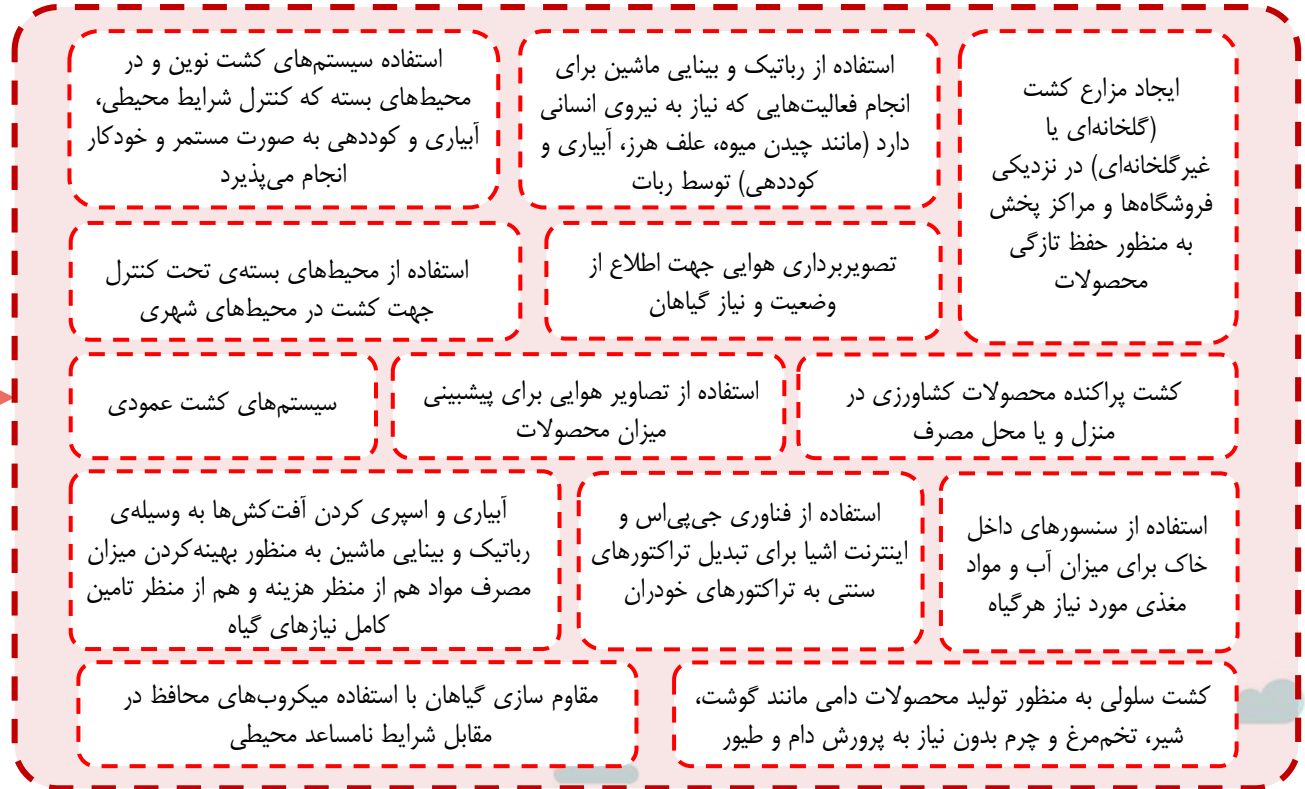 ایجاد مزارع کشت
(گلخانه‌ای یا
غیرگلخانه‌ای) در نزدیکی
فروشگاه‌ها و مراکز پخش
به منظور حفظ تازگی
محصولات
استفاده از رباتیک و بینایی ماشین برای
انجام فعالیت‌هایی که نیاز به نیروی انسانی
دارد (مانند چیدن میوه، علف هرز، آبیاری و
کوددهی) توسط ربات
استفاده سیستم‌های کشت نوین و در
محیط‌های بسته که کنترل شرایط محیطی،
آبیاری و کوددهی به صورت مستمر و خودکار
انجام می‌پذیرد
تصویربرداری هوایی جهت اطلاع از
وضعیت و نیاز گیاهان
استفاده از محیط‌های بسته‌ی تحت کنترل
جهت کشت در محیط‌های شهری
کشت پراکنده محصولات کشاورزی در
منزل و یا محل مصرف
استفاده از تصاویر هوایی برای پیشبینی
میزان محصولات
سیستم‌های کشت عمودی
استفاده از سنسورهای داخل
خاک برای میزان آب و مواد
مغذی مورد نیاز هرگیاه
استفاده از فناوری جی‌پی‌اس و
اینترنت اشیا برای تبدیل تراکتورهای
سنتی به تراکتورهای خودران
آبیاری و اسپری کردن آفت‌کش‌ها به وسیله‌ی
رباتیک و بینایی ماشین به منظور بهینه‌کردن میزان
مصرف مواد هم از منظر هزینه و هم از منظر تامین
کامل نیازهای گیاه
کشت سلولی به منظور تولید محصولات دامی مانند گوشت،
شیر، تخم‌مرغ و چرم بدون نیاز به پرورش دام و طیور
مقاوم سازی گیاهان با استفاده میکروب‌های محافظ در
مقابل شرایط نامساعد محیطی